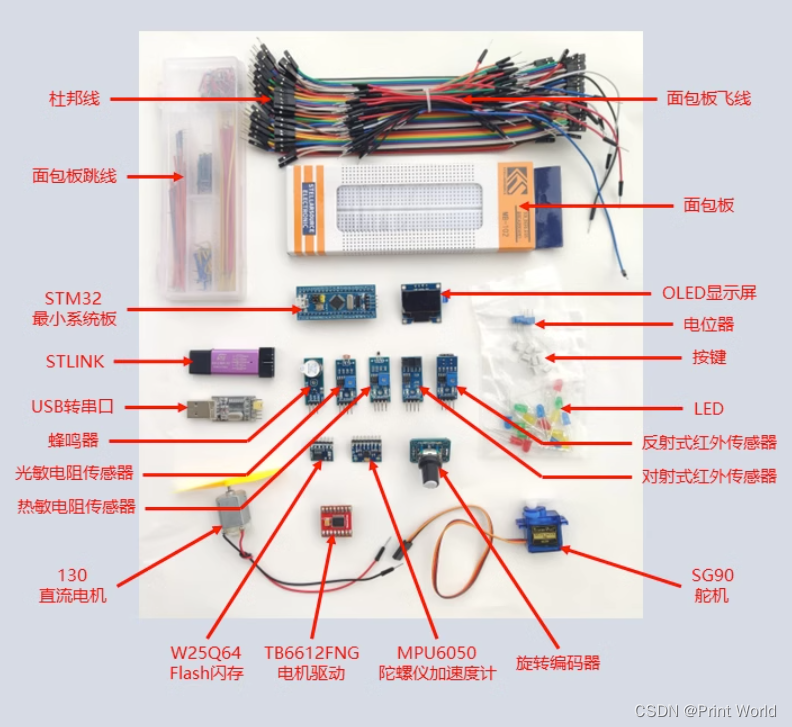 杜邦线
面包板飞线
面包板跳线
STELLARSOURCE
ELECTRONIC
MB-102
面包板
STM32
最小系统板
OLED显示屏
电位器
STLINK
按键
USB转串口
LED
蜂鸣器
反射式红外传感器
光敏电阻传感器
对射式红外传感器
热敏电阻传感器
130
直流电机
SG90
舵机
W25Q64
Flash闪存
TB6612FNG
电机驱动
MPU6050
陀螺仪加速度计
旋转编码器
CSDN @Print World